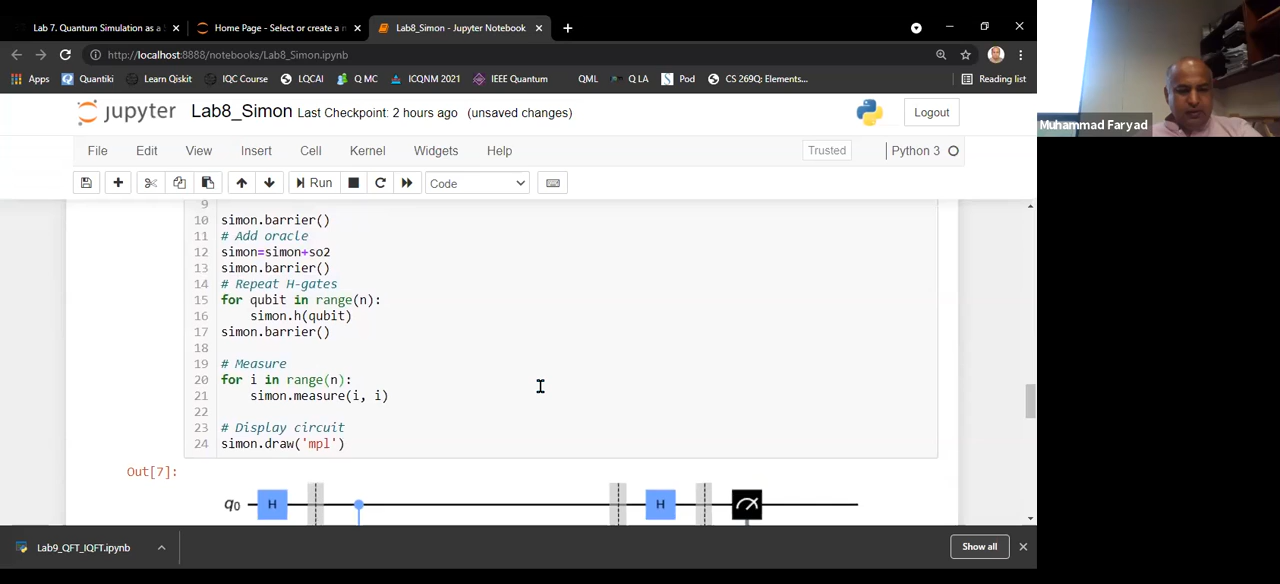 Lab 7. Quantum Simulation as a
Home Page - Select or create a n
Lab8_Simon - Jupyter Notebook
http://localhost:8888/notebooks/Lab8_Simon.ipynb
Apps Quantiki Learn Qiskit IQC Course LQCAI Q MC ICQNM 2021 IEEE Quantum QML Q LA Pod CS 269Q: Elements... Reading list
jupyter Lab8_Simon Last Checkpoint: 2 hours ago (unsaved changes) Logout
File Edit View Insert Cell Kernel Widgets Help Trusted Python 3
Run Code
9
10 simon.barrier()
11 # Add oracle
12 simon=simon+so2
13 simon.barrier()
14 # Repeat H-gates
15 for qubit in range(n):
16 simon.h(qubit)
17 simon.barrier()
18
19 # Measure
20 for i in range(n):
21 simon.measure(i, i)
22
23 # Display circuit
24 simon.draw('mpl')
Out[7]:
q0 H H
Lab9_QFT_IQFT.ipynb
Show all
Muhammad Faryad